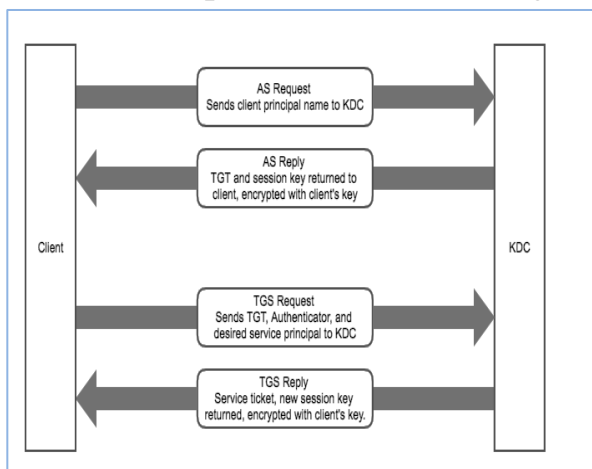 AS Request
Sends client principal name to KDC
AS Reply
TGT and session key returned to
client, encrypted with client's key
Client
KDC
TGS Request
Sends TGT, Authenticator, and
desired service principal to KDC
TGS Reply
Service ticket, new session key
returned, encrypted with client's key.